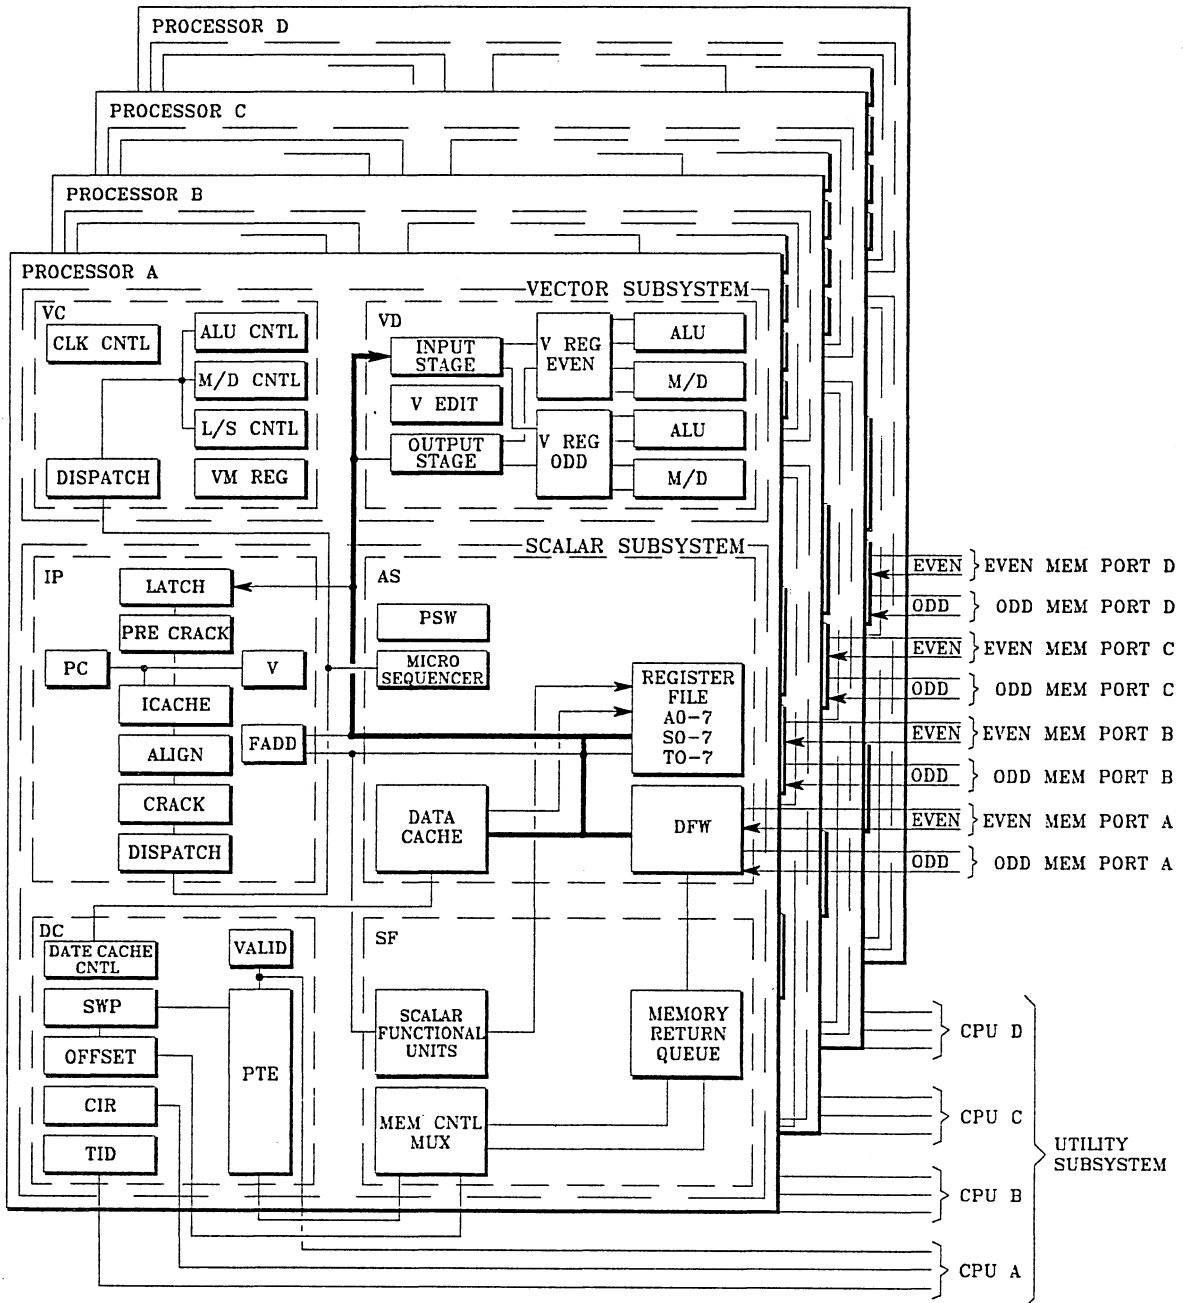 PROCESSOR D
PROCESSOR C
PROCESSOR B
PROCESSOR A
VECTOR SUBSYSTEM
VC
CLK CNTL
ALU CNTL
M/D CNTL
L/S CNTL
DISPATCH
VM REG
VD
INPUT
STAGE
V EDIT
OUTPUT
STAGE
V REG
EVEN
V REG
ODD
ALU
M/D
ALU
M/D
SCALAR SUBSYSTEM
IP
LATCH
PRE CRACK
PC
V
ICACHE
FADD
ALIGN
CRACK
DISPATCH
AS
PSW
MICRO
SEQUENCER
REGISTER
FILE
A0-7
S0-7
T0-7
DATA
CACHE
DFW
DC
DATE CACHE
CNTL
VALID
SWP
OFFSET
PTE
CIR
TID
SF
SCALAR
FUNCTIONAL
UNITS
MEMORY
RETURN
QUEUE
MEM CNTL
MUX
EVEN EVEN MEM PORT D
ODD ODD MEM PORT D
EVEN EVEN MEM PORT C
ODD ODD MEM PORT C
EVEN EVEN MEM PORT B
ODD ODD MEM PORT B
EVEN EVEN MEM PORT A
ODD ODD MEM PORT A
CPU D
CPU C
CPU B
CPU A
UTILITY
SUBSYSTEM